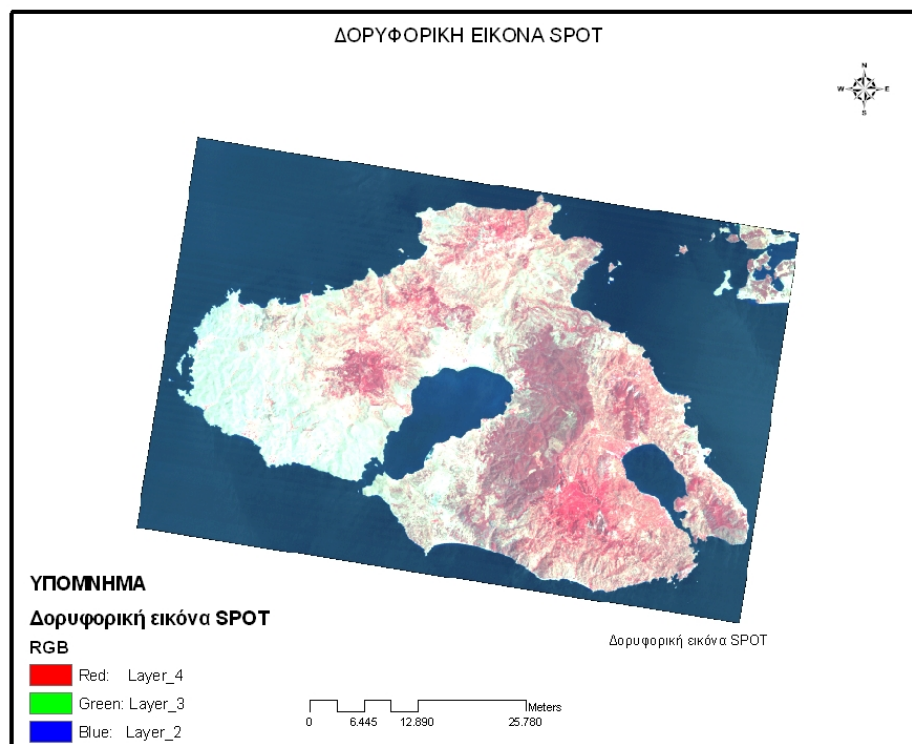 ΔΟΡΥΦΟΡΙΚΗ ΕΙΚΟΝΑ SPOT
N
W E
S
ΥΠΟΜΝΗΜΑ
Δορυφορική εικόνα SPOT
RGB
Red: Layer_4
Green: Layer_3
Blue: Layer_2
Δορυφορική εικόνα SPOT
Meters
0 6.445 12.890 25.780